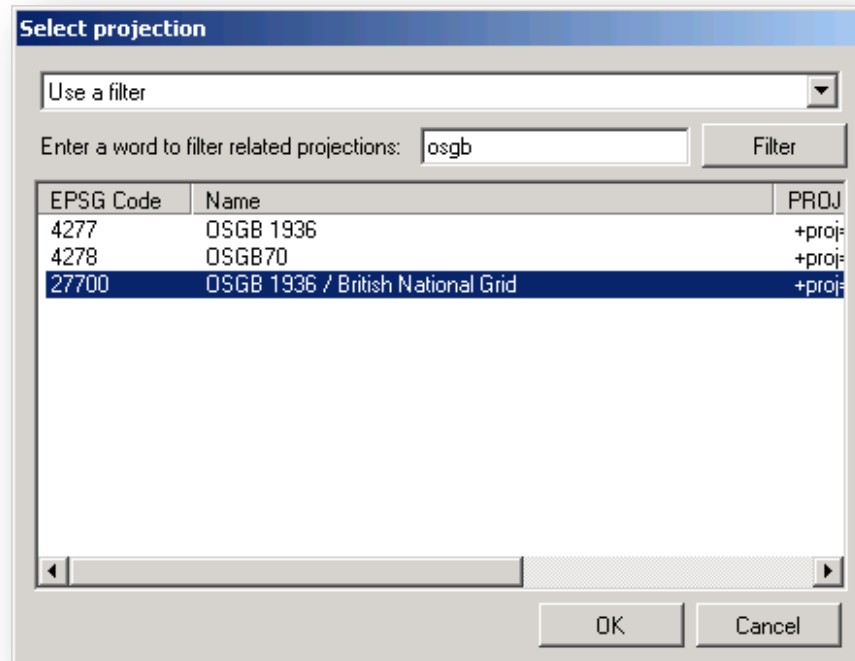 Select projection
Use a filter
Enter a word to filter related projections: osgb Filter
EPSG Code Name PROJ
4277 OSGB 1936 +proj=
4278 OSGB70 +proj=
27700 OSGB 1936 / British National Grid +proj=
OK Cancel